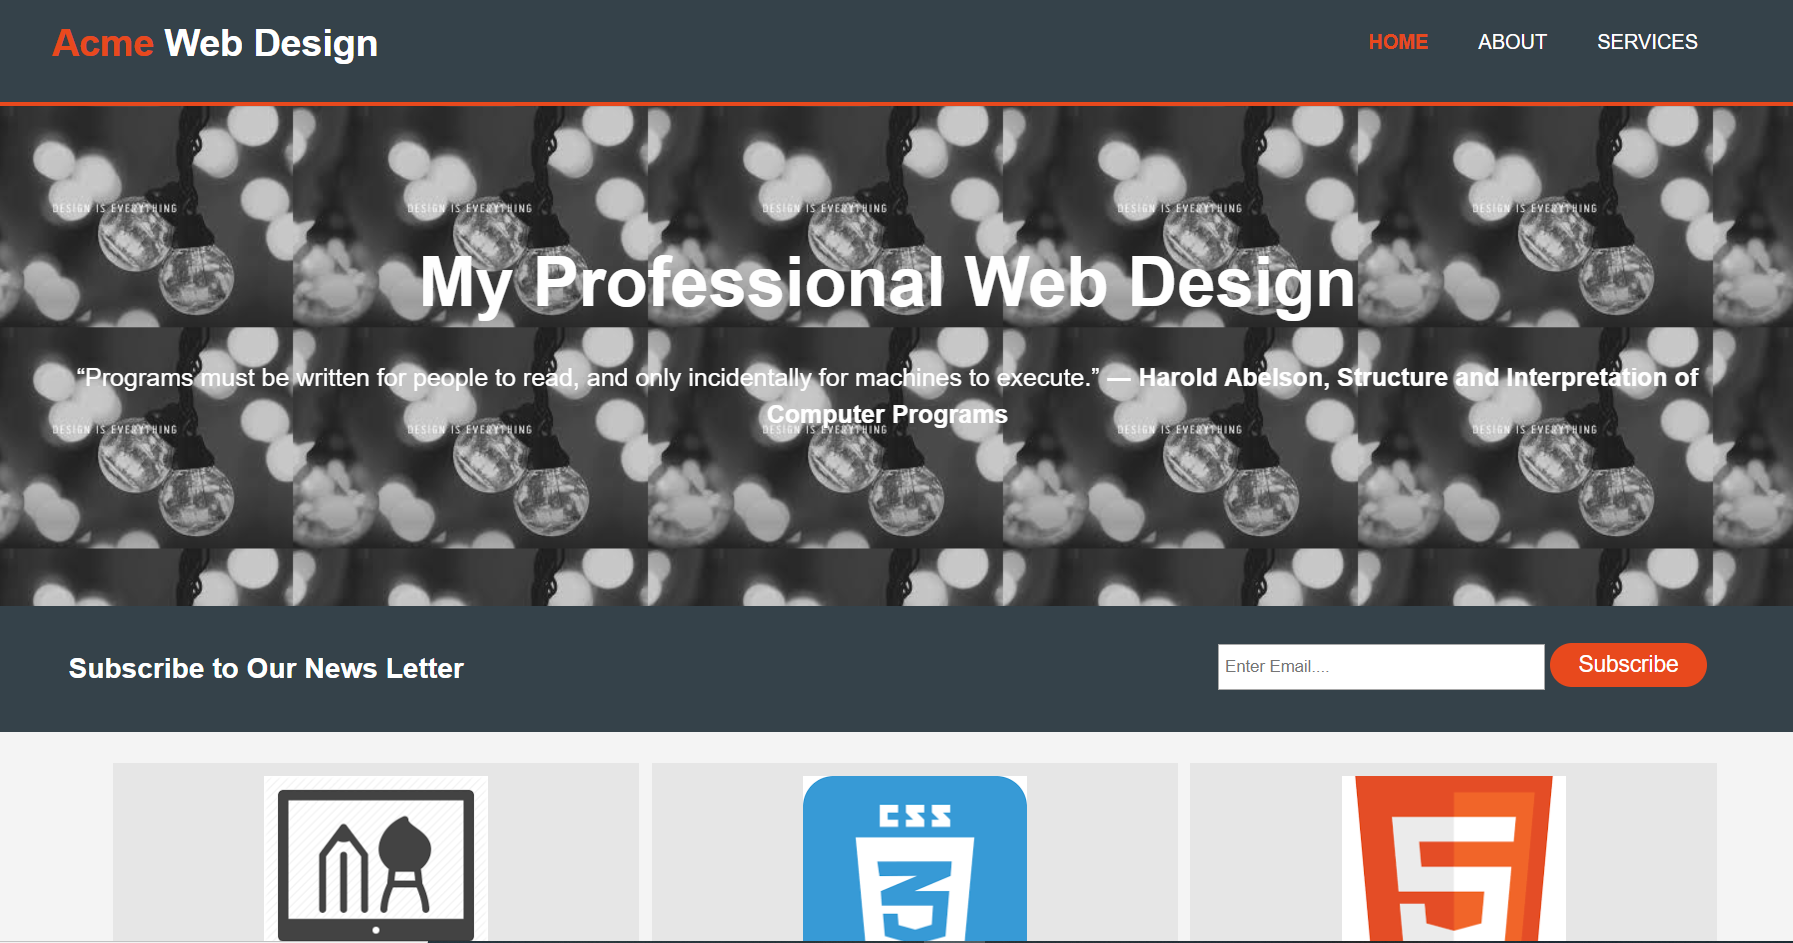 Acme Web Design
HOME ABOUT SERVICES
DESIGN IS EVERYTHING DESIGN IS EVERYTHING DESIGN IS EVERYTHING DESIGN IS EVERYTHING DESIGN IS EVERYTHING
My Professional Web Design
“Programs must be written for people to read, and only incidentally for machines to execute.” — Harold Abelson, Structure and Interpretation of
Computer Programs
DESIGN IS EVERYTHING DESIGN IS EVERYTHING DESIGN IS EVERYTHING DESIGN IS EVERYTHING DESIGN IS EVERYTHING
Subscribe to Our News Letter
Enter Email....
Subscribe
CSS
3
5